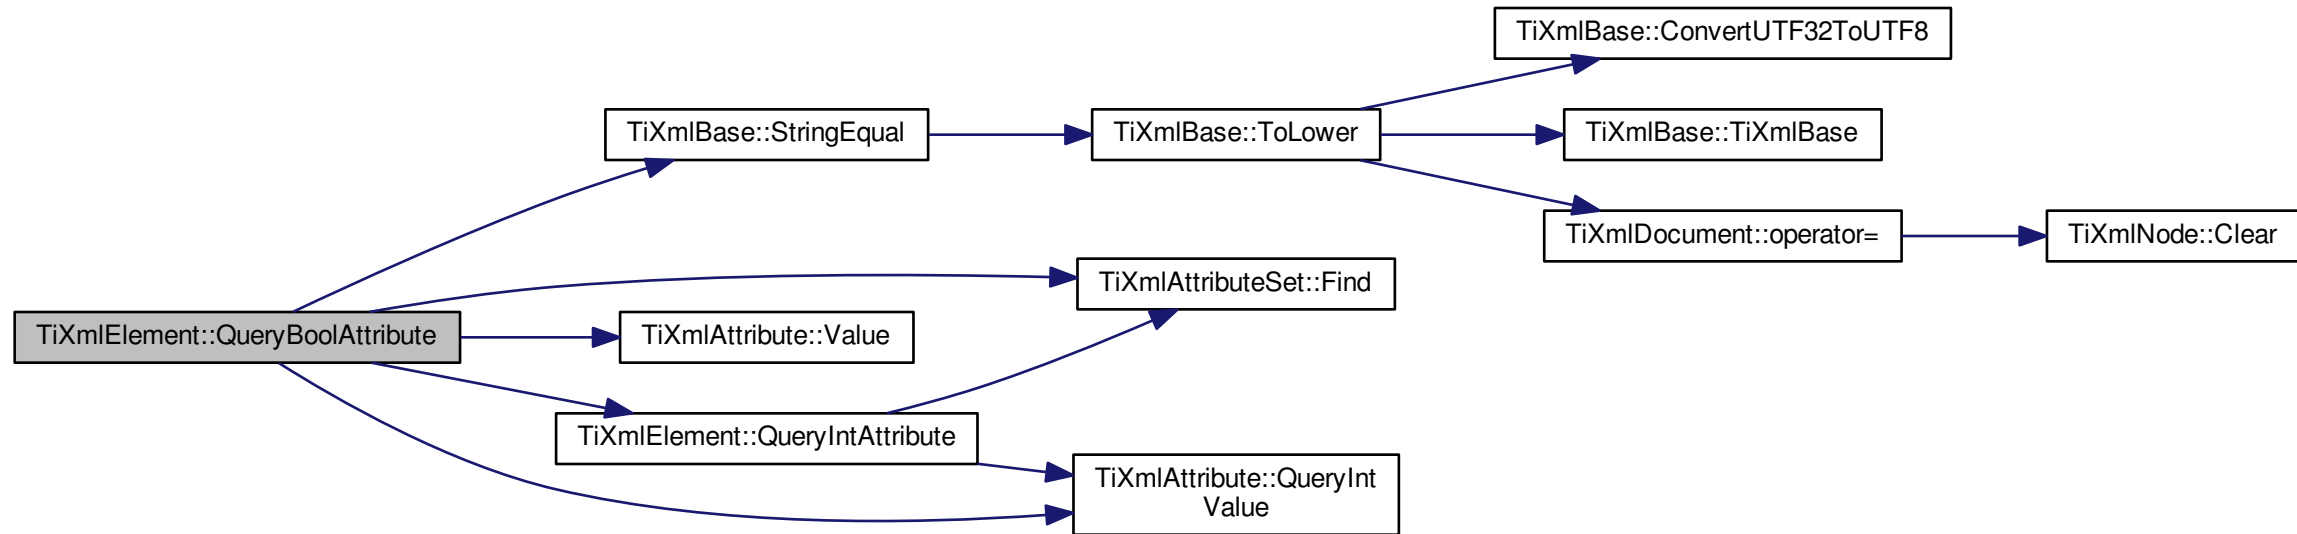 TiXmlBase::ConvertUTF32ToUTF8
TiXmlBase::StringEqual
TiXmlBase::ToLower
TiXmlBase::TiXmlBase
TiXmlDocument::operator=
TiXmlNode::Clear
TiXmlAttributeSet::Find
TiXmlElement::QueryBoolAttribute
TiXmlAttribute::Value
TiXmlElement::QueryIntAttribute
TiXmlAttribute::QueryInt
Value